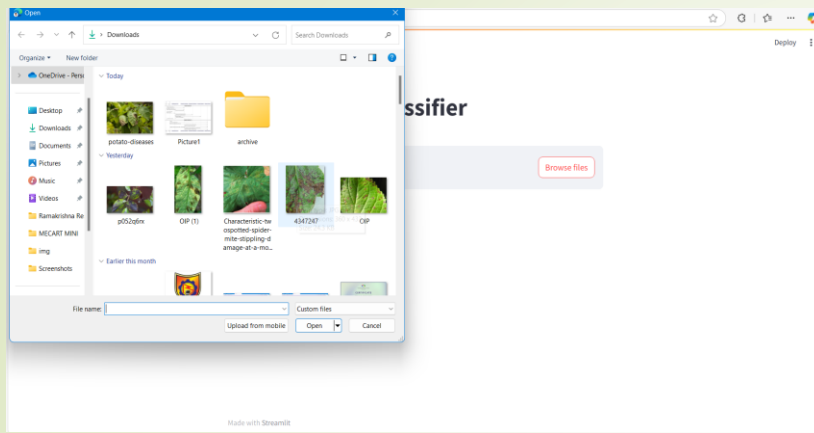 Open
Downloads
Search Downloads
Organize
New folder
OneDrive - Pers
Desktop
Downloads
Documents
Pictures
Music
Videos
Ramakrishna Re
MECART MINI
img
Screenshots
Today
potato-diseases
Picture1
archive
Yesterday
p052q6rx
OIP (1)
Characteristic-tw
ospotted-spider-
mite-stippling-d
amage-at-a-mo...
4347247
OIP
Earlier this month
File name:
Custom files
Upload from mobile
Open
Cancel
Deploy
ssifier
Browse files
Made with Streamlit